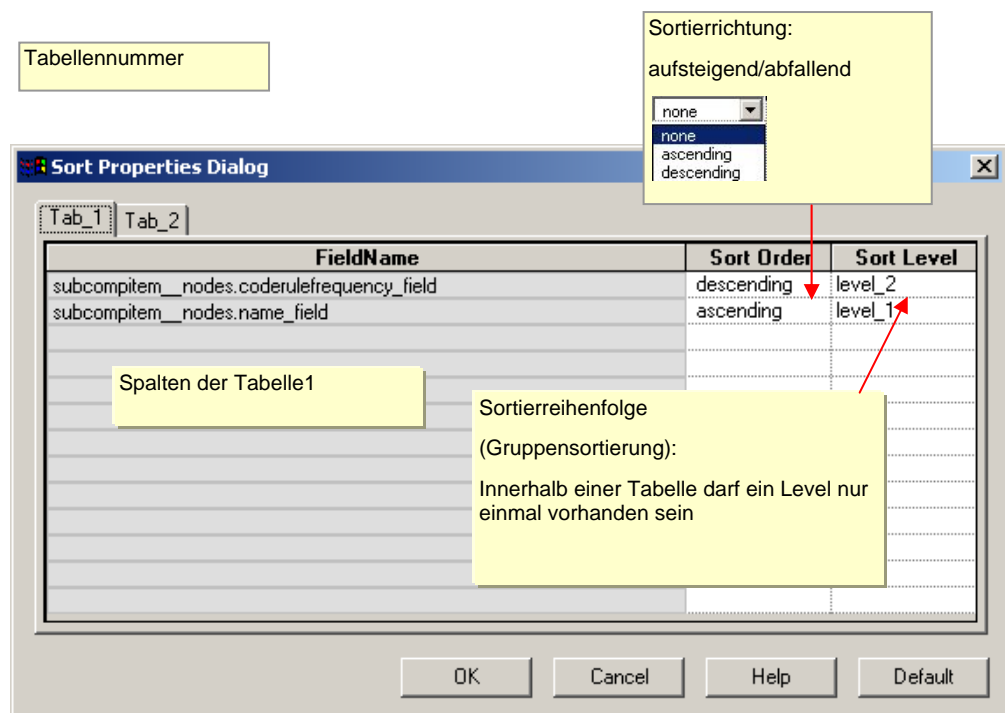 Tabellennummer
Sortierrichtung:
aufsteigend/abfallend
none
none
ascending
descending
Sort Properties Dialog
Tab_1 Tab_2
FieldName Sort Order Sort Level
subcompitem__nodes.coderulefrequency_field descending level_2
subcompitem__nodes.name_field ascending level_1
Spalten der Tabelle1
Sortierreihenfolge
(Gruppensortierung):
Innerhalb einer Tabelle darf ein Level nur
einmal vorhanden sein
OK Cancel Help Default